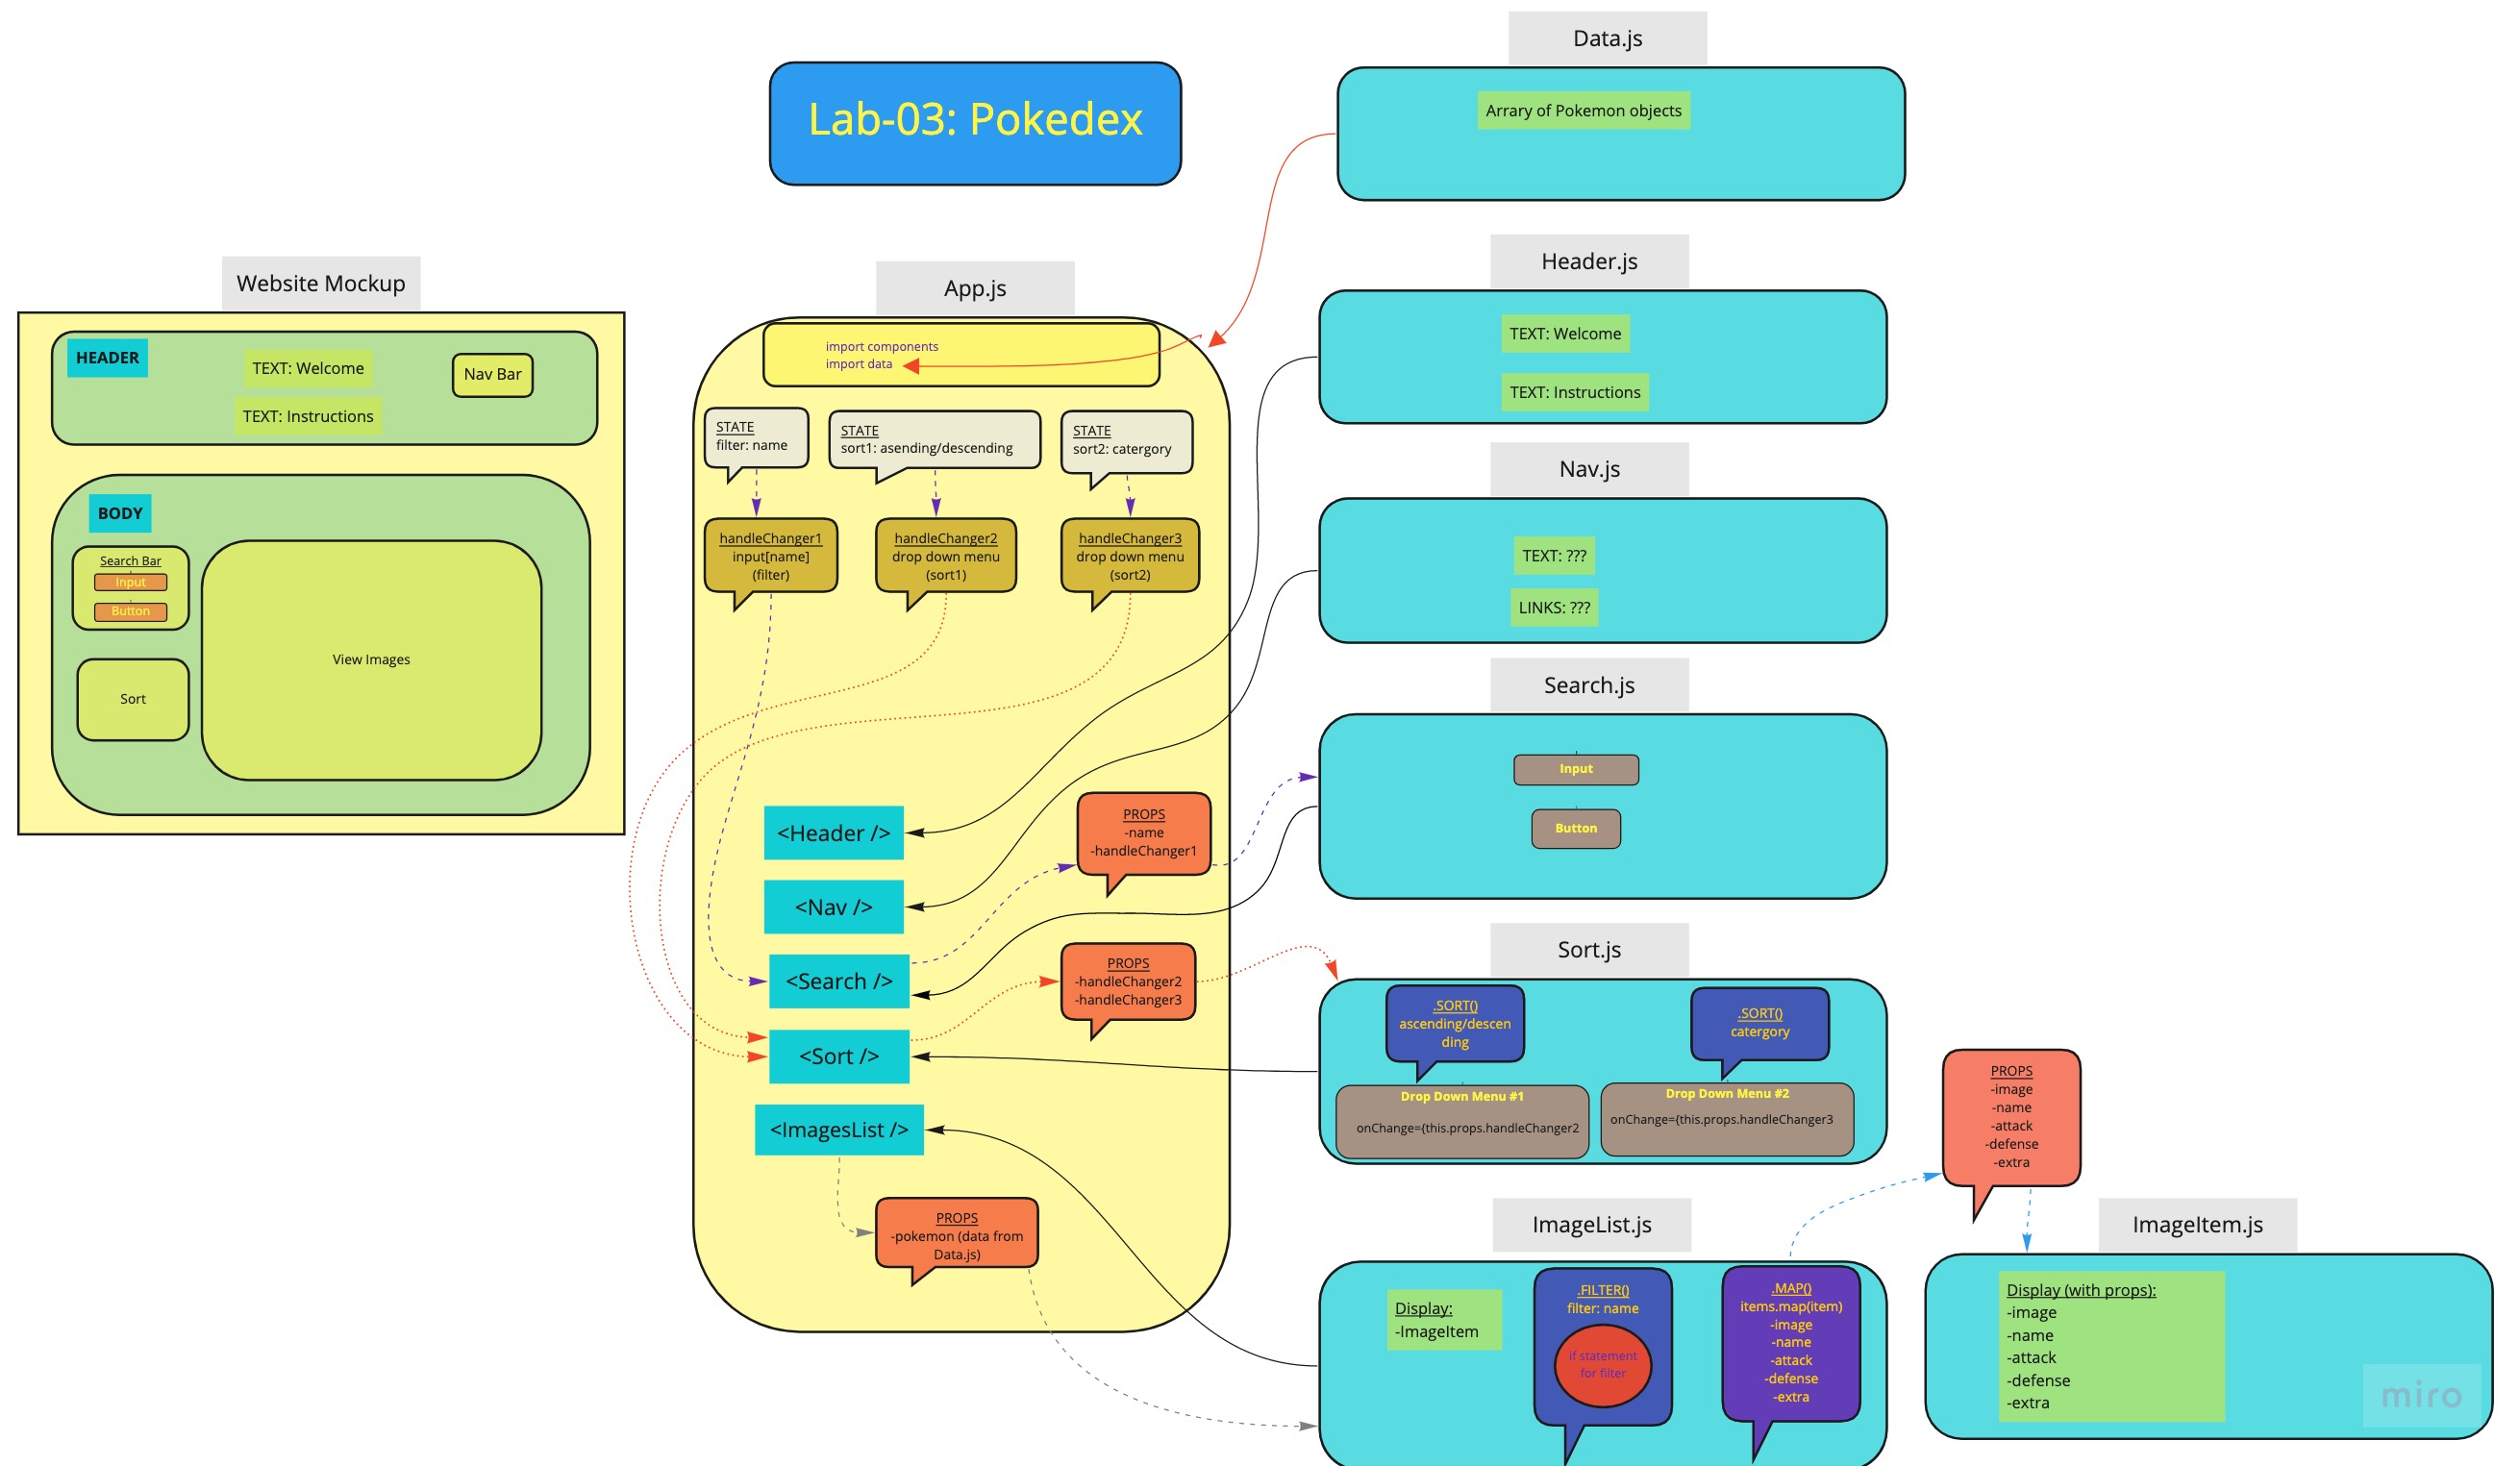 Lab-03: Pokedex
Website Mockup
HEADER
TEXT: Welcome
Nav Bar
TEXT: Instructions
BODY
Search Bar
Input
Button
Sort
View Images
App.js
import components
import data
STATE
filter: name
STATE
sort1: asending/descending
STATE
sort2: catergory
handleChanger1
input[name]
(filter)
handleChanger2
drop down menu
(sort1)
handleChanger3
drop down menu
(sort2)
<Header />
<Nav />
<Search />
<Sort />
<ImagesList />
PROPS
-name
-handleChanger1
PROPS
-handleChanger2
-handleChanger3
PROPS
-pokemon (data from
Data.js)
Data.js
Arrary of Pokemon objects
Header.js
TEXT: Welcome
TEXT: Instructions
Nav.js
TEXT: ???
LINKS: ???
Search.js
Input
Button
Sort.js
.SORT()
ascending/descen
ding
.SORT()
catergory
Drop Down Menu #1
onChange={this.props.handleChanger2
Drop Down Menu #2
onChange={this.props.handleChanger3
ImageList.js
Display:
-ImageItem
.FILTER()
filter: name
if statement
for filter
.MAP()
items.map(item)
-image
-name
-attack
-defense
-extra
PROPS
-image
-name
-attack
-defense
-extra
ImageItem.js
Display (with props):
-image
-name
-attack
-defense
-extra
miro